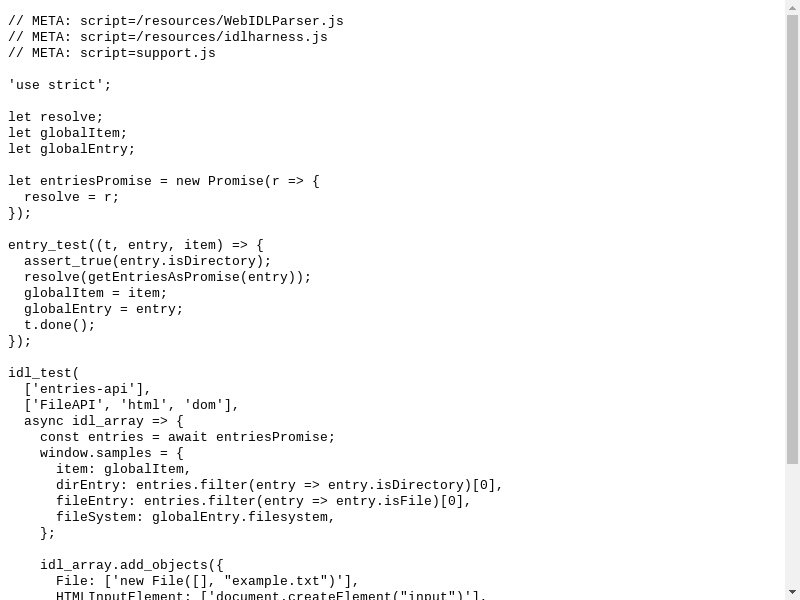 // META: script=/resources/WebIDLParser.js
// META: script=/resources/idlharness.js
// META: script=support.js

'use strict';

let resolve;
let globalItem;
let globalEntry;

let entriesPromise = new Promise(r => {
  resolve = r;
});

entry_test((t, entry, item) => {
  assert_true(entry.isDirectory);
  resolve(getEntriesAsPromise(entry));
  globalItem = item;
  globalEntry = entry;
  t.done();
});

idl_test(
  ['entries-api'],
  ['FileAPI', 'html', 'dom'],
  async idl_array => {
    const entries = await entriesPromise;
    window.samples = {
      item: globalItem,
      dirEntry: entries.filter(entry => entry.isDirectory)[0],
      fileEntry: entries.filter(entry => entry.isFile)[0],
      fileSystem: globalEntry.filesystem,
    };

    idl_array.add_objects({
      File: ['new File([], "example.txt")'],
      HTMLInputElement: ['document.createElement("input")'],